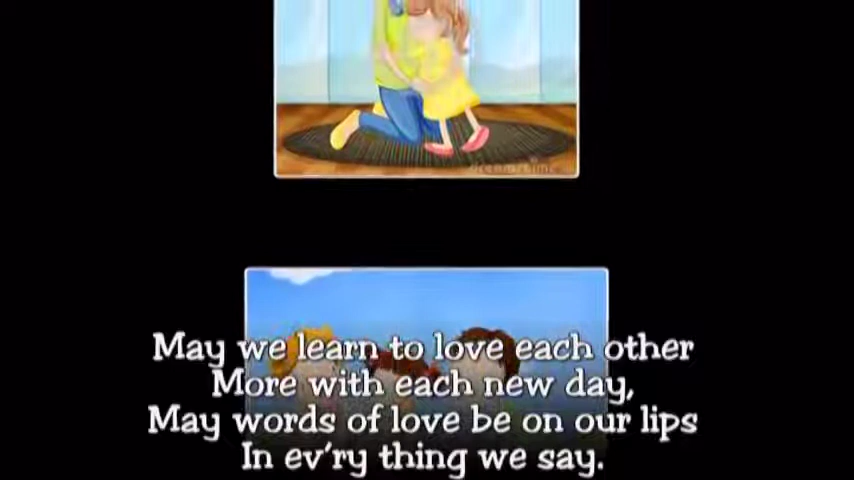 dreamstime
May we learn to love each other
More with each new day,
May words of love be on our lips
In ev'ry thing we say.